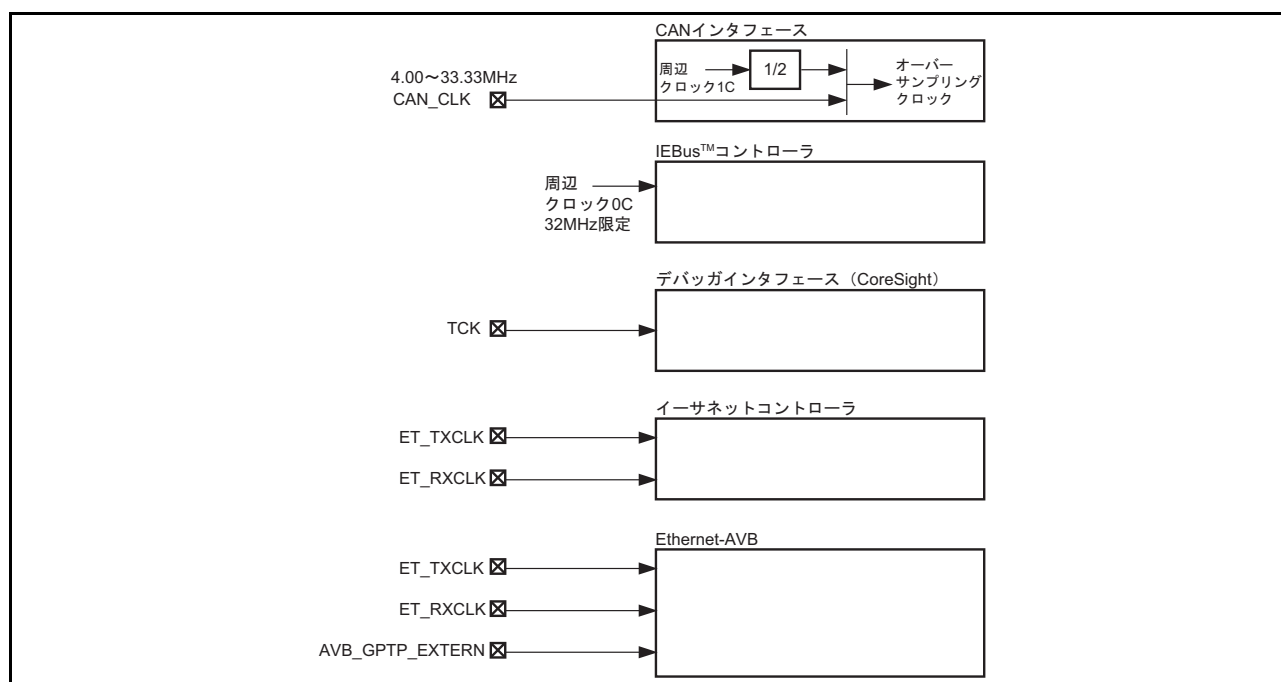 CANインタフェース
周辺
クロック1C
1/2
オーバー
サンプリング
クロック
4.00～33.33MHz
CAN_CLK
IEBus™コントローラ
周辺
クロック0C
32MHz限定
デバッガインタフェース（CoreSight）
TCK
イーサネットコントローラ
ET_TXCLK
ET_RXCLK
Ethernet-AVB
ET_TXCLK
ET_RXCLK
AVB_GPTP_EXTERN